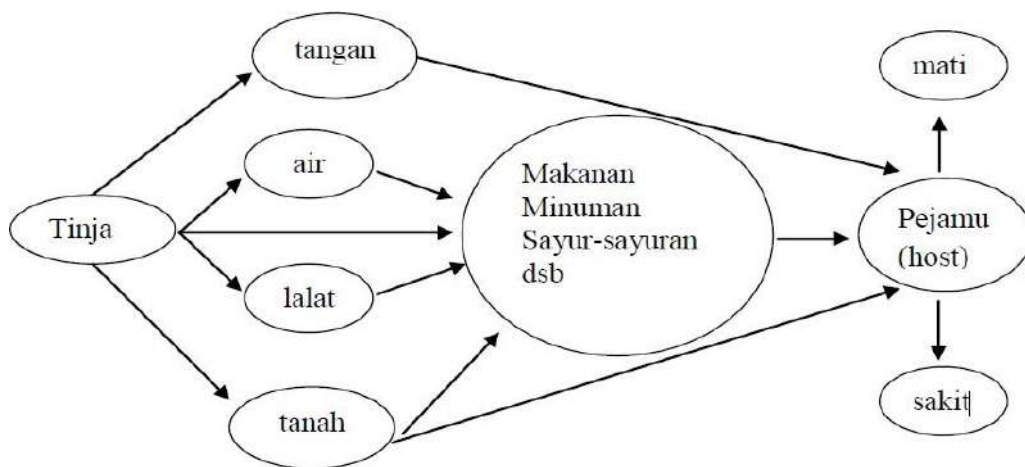 tangan
mati
air
Makanan
Minuman
Sayur-sayuran
dsb
Tinja
Pejamu
(host)
lalat
tanah
sakit